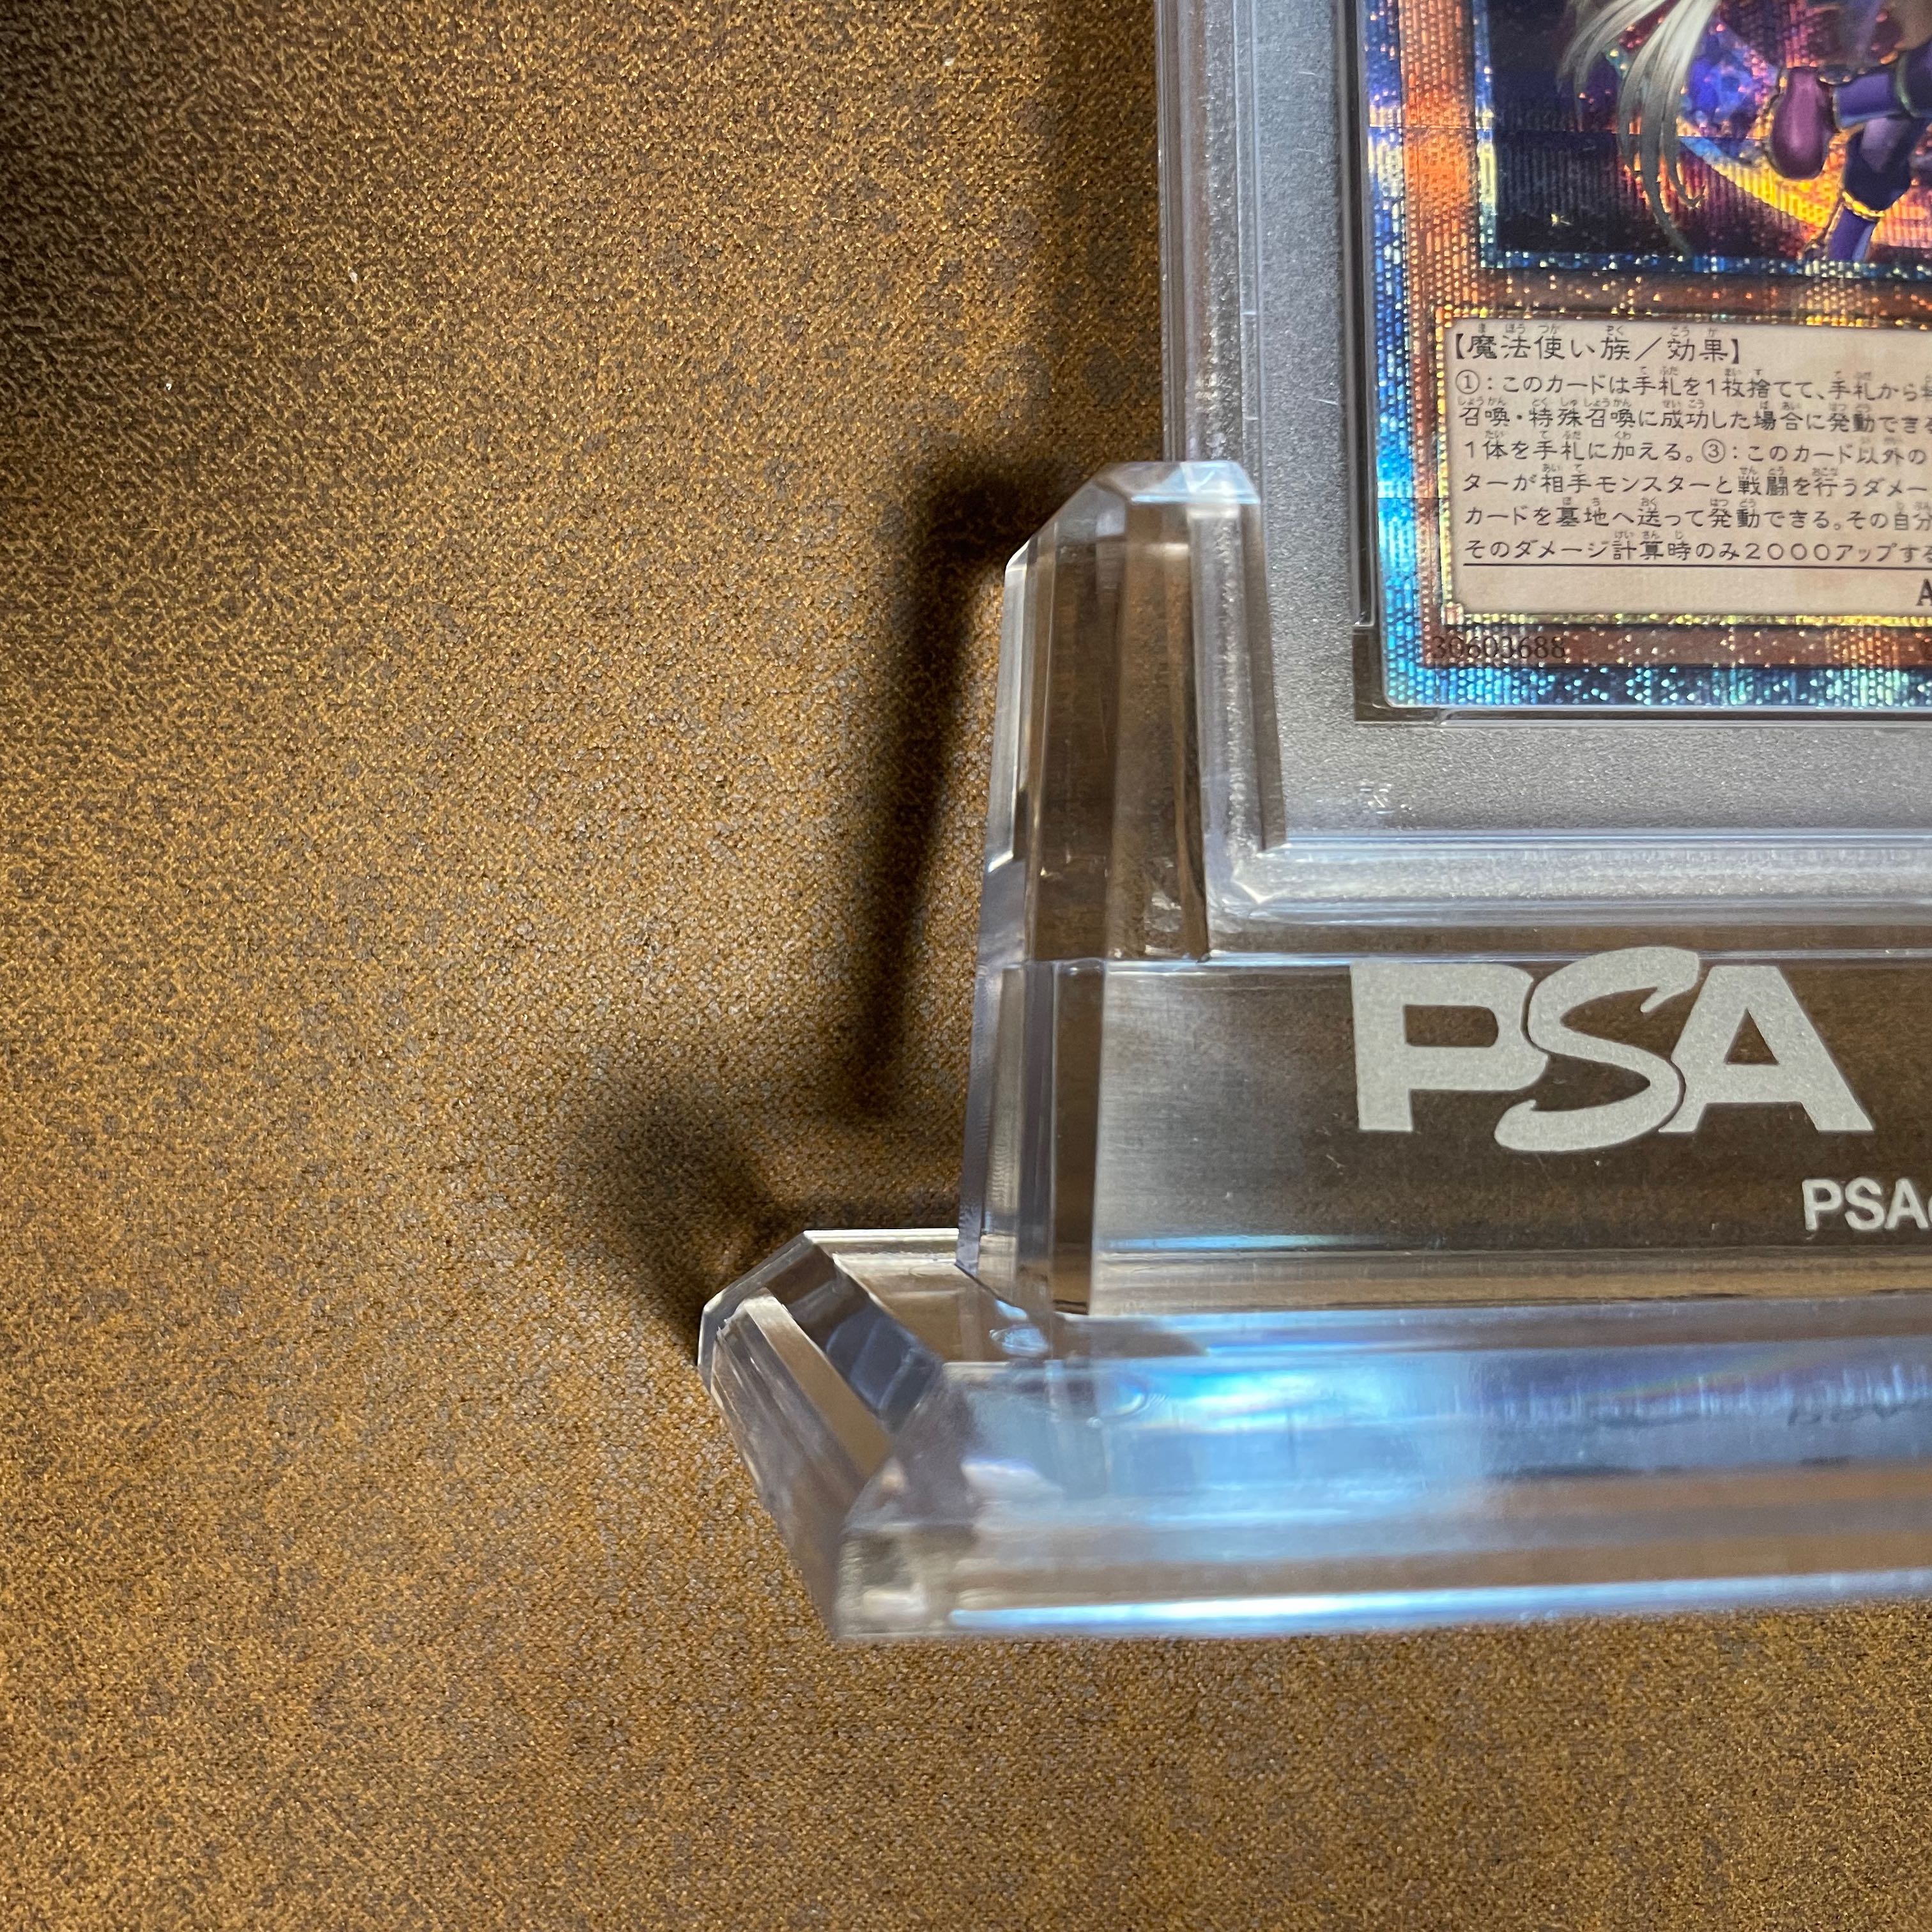 【魔法使い族／効果】
①：このカードは手札を1枚捨てて、手札から
召喚・特殊召喚に成功した場合に発動でき
1体を手札に加える。③：このカード以外の
ターが相手モンスターと戦闘を行うダメー
カードを墓地へ送って発動できる。その自分
そのダメージ計算時のみ2000アップする
A
30603688
PSA
PSA